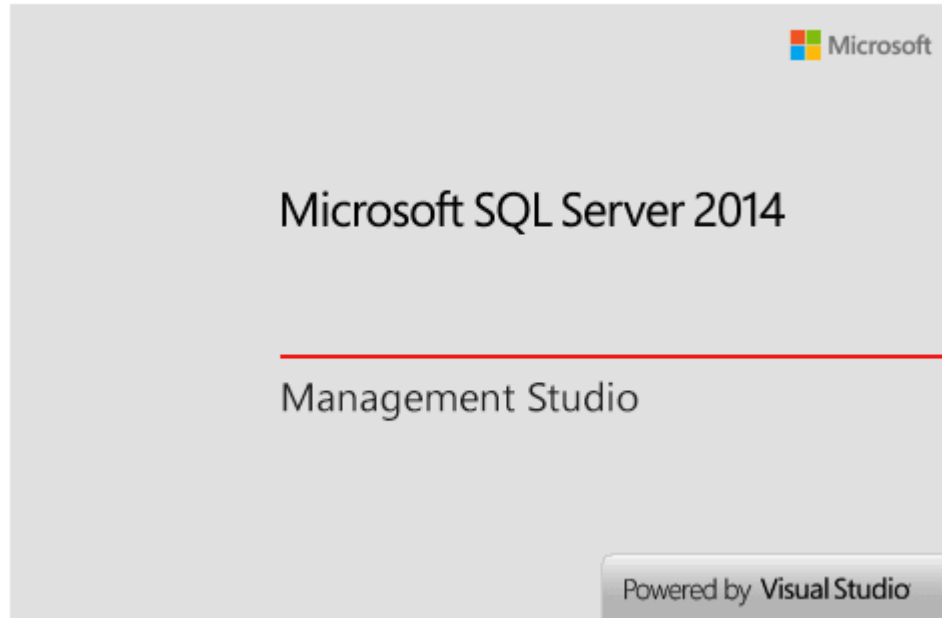 Microsoft
Microsoft SQL Server 2014
Management Studio
Powered by Visual Studio